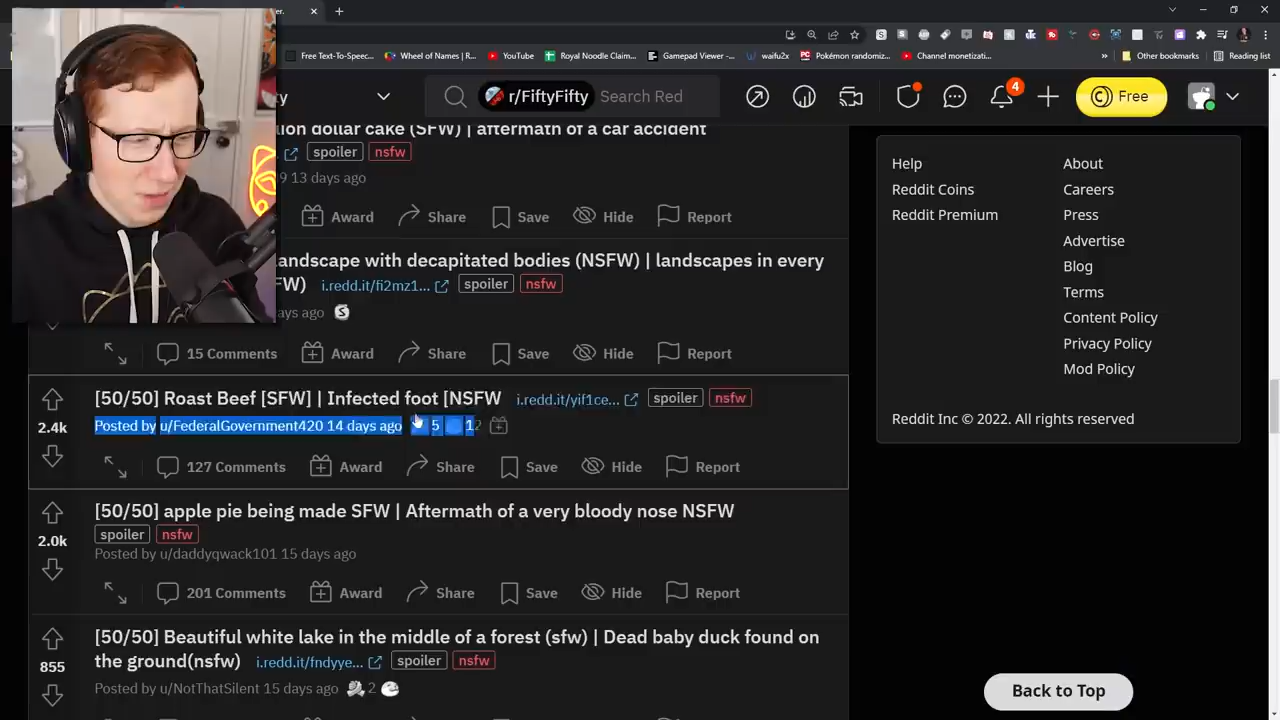 Free Text-To-Speec...
Wheel of Names | R...
YouTube
Royal Noodle Claim...
Gamepad Viewer -...
waifu2x
Pokémon randomizer...
Channel monetizati...
»
Other bookmarks
Reading list
r/FiftyFifty
Search Red
4
Free
ion dollar cake (SFW) | aftermath of a car accident
spoiler
nsfw
9 13 days ago
Award
Share
Save
Hide
Report
andscape with decapitated bodies (NSFW) | landscapes in every
FW)
i.redd.it/fi2mz1...
spoiler
nsfw
ays ago
S
15 Comments
Award
Share
Save
Hide
Report
2.4k
[50/50] Roast Beef [SFW] | Infected foot [NSFW
i.redd.it/yif1ce...
spoiler
nsfw
Posted by u/FederalGovernment420 14 days ago
5
12
127 Comments
Award
Share
Save
Hide
Report
2.0k
[50/50] apple pie being made SFW | Aftermath of a very bloody nose NSFW
spoiler
nsfw
Posted by u/daddyqwack101 15 days ago
201 Comments
Award
Share
Save
Hide
Report
855
[50/50] Beautiful white lake in the middle of a forest (sfw) | Dead baby duck found on
the ground(nsfw)
i.redd.it/fndyye...
spoiler
nsfw
Posted by u/NotThatSilent 15 days ago
2
Help
About
Reddit Coins
Careers
Reddit Premium
Press
Advertise
Blog
Terms
Content Policy
Privacy Policy
Mod Policy
Reddit Inc © 2022. All rights reserved
Back to Top